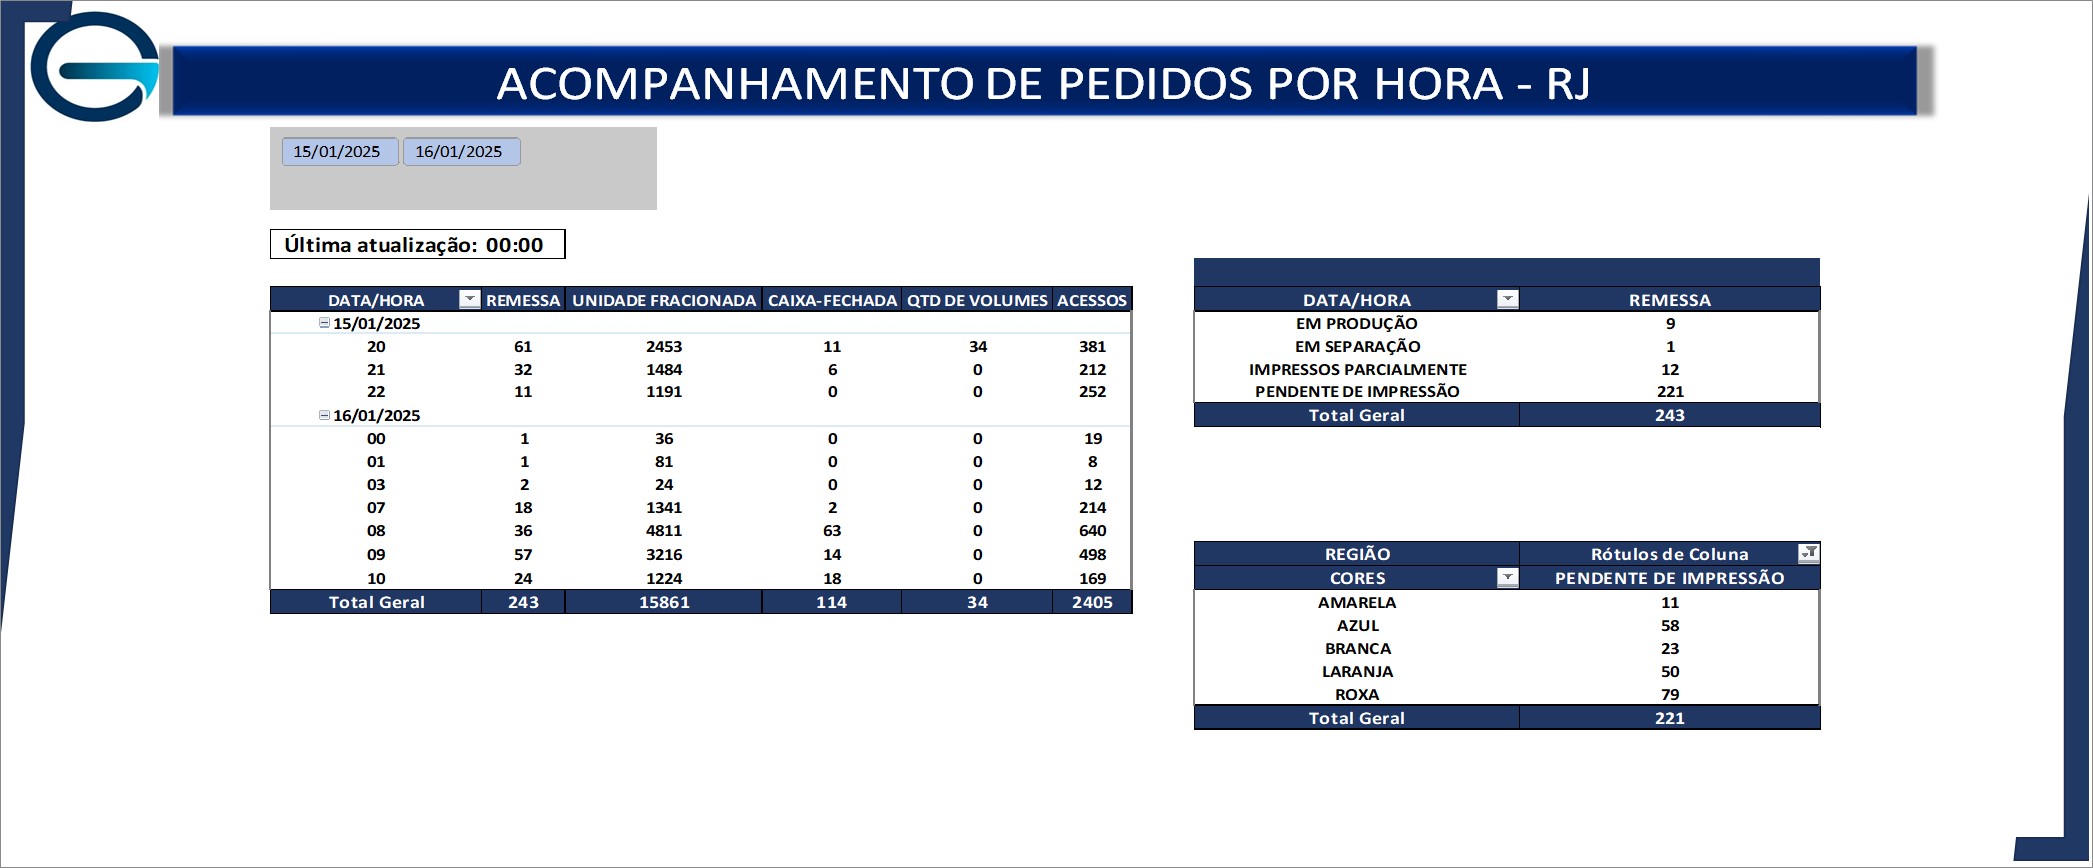 ACOMPANHAMENTO DE PEDIDOS POR HORA - RJ
15/01/2025 16/01/2025
Última atualização: 00:00
DATA/HORA REMESSA UNIDADE FRACIONADA CAIXA-FECHADA QTD DE VOLUMES ACESSOS
15/01/2025
20 61 2453 11 34 381
21 32 1484 6 0 212
22 11 1191 0 0 252
16/01/2025
00 1 36 0 0 19
01 1 81 0 0 8
03 2 24 0 0 12
07 18 1341 2 0 214
08 36 4811 63 0 640
09 57 3216 14 0 498
10 24 1224 18 0 169
Total Geral 243 15861 114 34 2405
DATA/HORA REMESSA
EM PRODUÇÃO 9
EM SEPARAÇÃO 1
IMPRESSOS PARCIALMENTE 12
PENDENTE DE IMPRESSÃO 221
Total Geral 243
REGIÃO Rótulos de Coluna
CORES PENDENTE DE IMPRESSÃO
AMARELA 11
AZUL 58
BRANCA 23
LARANJA 50
ROXA 79
Total Geral 221